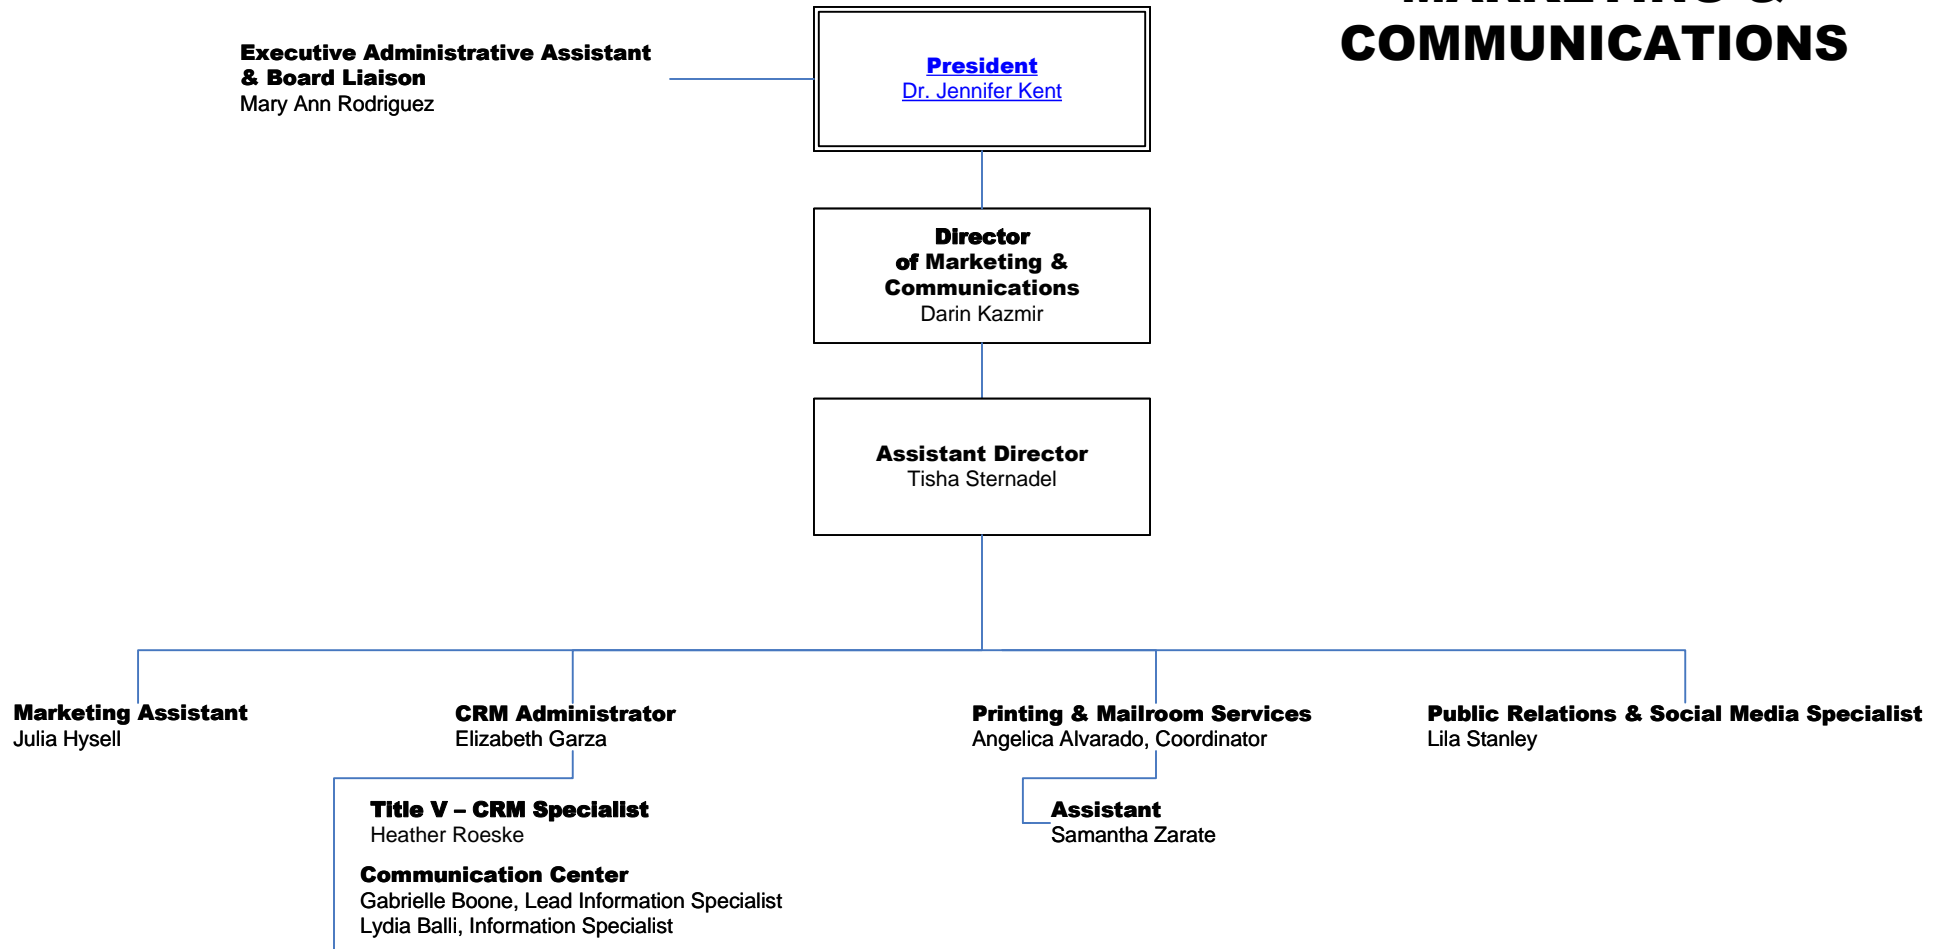 MARKETING &
COMMUNICATIONS
Executive Administrative Assistant
& Board Liaison
Mary Ann Rodriguez
President
Dr. Jennifer Kent
Director
of Marketing &
Communications
Darin Kazmir
Assistant Director
Tisha Sternadel
Marketing Assistant
Julia Hysell
CRM Administrator
Elizabeth Garza
Title V – CRM Specialist
Heather Roeske
Communication Center
Gabrielle Boone, Lead Information Specialist
Lydia Balli, Information Specialist
Printing & Mailroom Services
Angelica Alvarado, Coordinator
Assistant
Samantha Zarate
Public Relations & Social Media Specialist
Lila Stanley